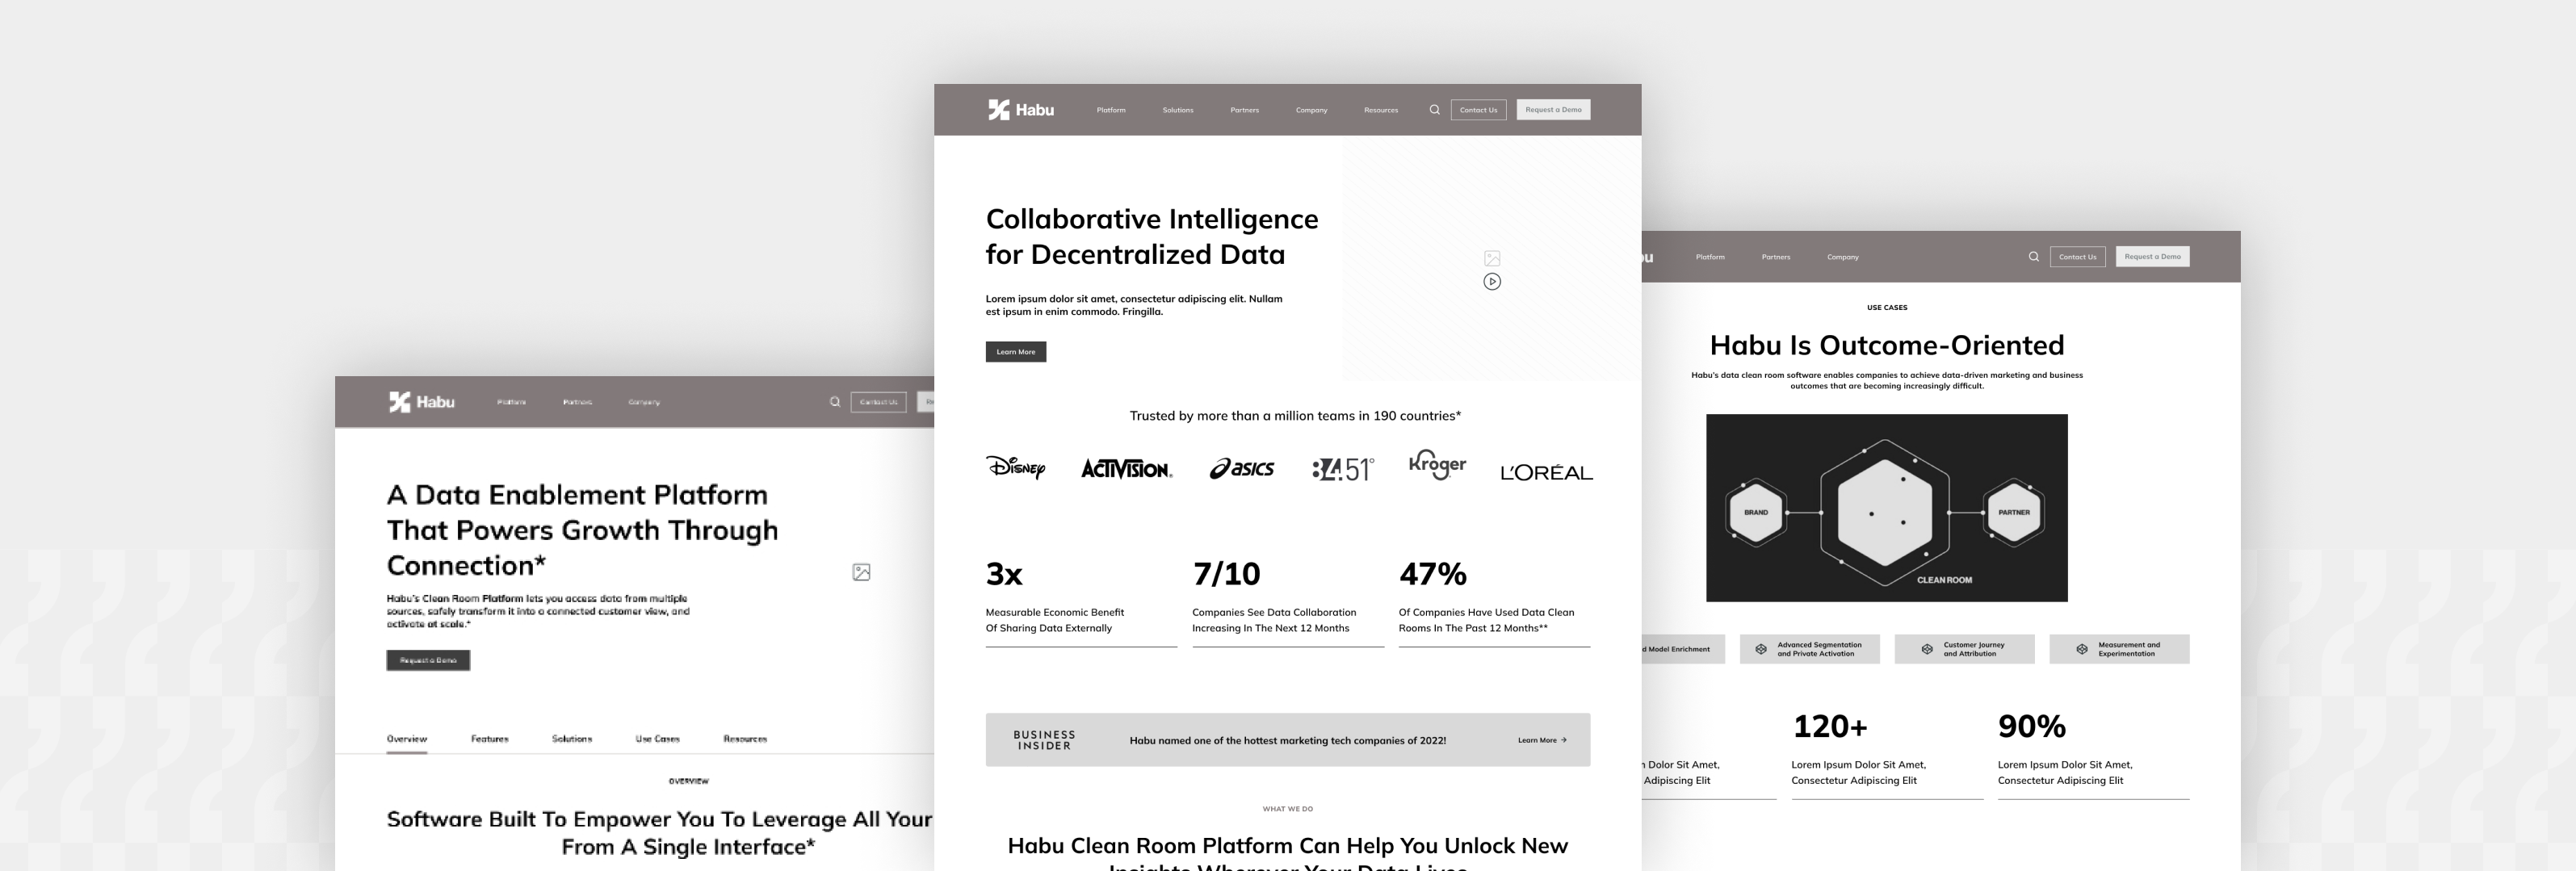 Habu
Platform
Partners
Company
Contact Us
A Data Enablement Platform
That Powers Growth Through
Connection*
Habu's Clean Room Platform lets you access data from multiple
sources, safely transform it into a connected customer view, and
activate at scale.*
Request a Demo
Overview
Features
Solutions
Use Cases
Resources
OVERVIEW
Software Built To Empower You To Leverage All Your
From A Single Interface*
Habu
Platform
Solutions
Partners
Company
Resources
Contact Us
Request a Demo
Collaborative Intelligence
for Decentralized Data
Lorem ipsum dolor sit amet, consectetur adipiscing elit. Nullam
est ipsum in enim commodo. Fringilla.
Learn More
Trusted by more than a million teams in 190 countries*
Disney
ACTIVISION
asics
84.51°
Kroger
L'ORÉAL
3x
Measurable Economic Benefit
Of Sharing Data Externally
7/10
Companies See Data Collaboration
Increasing In The Next 12 Months
47%
Of Companies Have Used Data Clean
Rooms In The Past 12 Months**
BUSINESS
INSIDER
Habu named one of the hottest marketing tech companies of 2022!
Learn More →
WHAT WE DO
Habu Clean Room Platform Can Help You Unlock New
Insights Wherever Your Data Lives
Platform
Partners
Company
Contact Us
Request a Demo
USE CASES
Habu Is Outcome-Oriented
Habu's data clean room software enables companies to achieve data-driven marketing and business
outcomes that are becoming increasingly difficult.
BRAND
PARTNER
CLEAN ROOM
d Model Enrichment
Advanced Segmentation
and Private Activation
Customer Journey
and Attribution
Measurement and
Experimentation
Dolor Sit Amet,
Adipiscing Elit
120+
Lorem Ipsum Dolor Sit Amet,
Consectetur Adipiscing Elit
90%
Lorem Ipsum Dolor Sit Amet,
Consectetur Adipiscing Elit